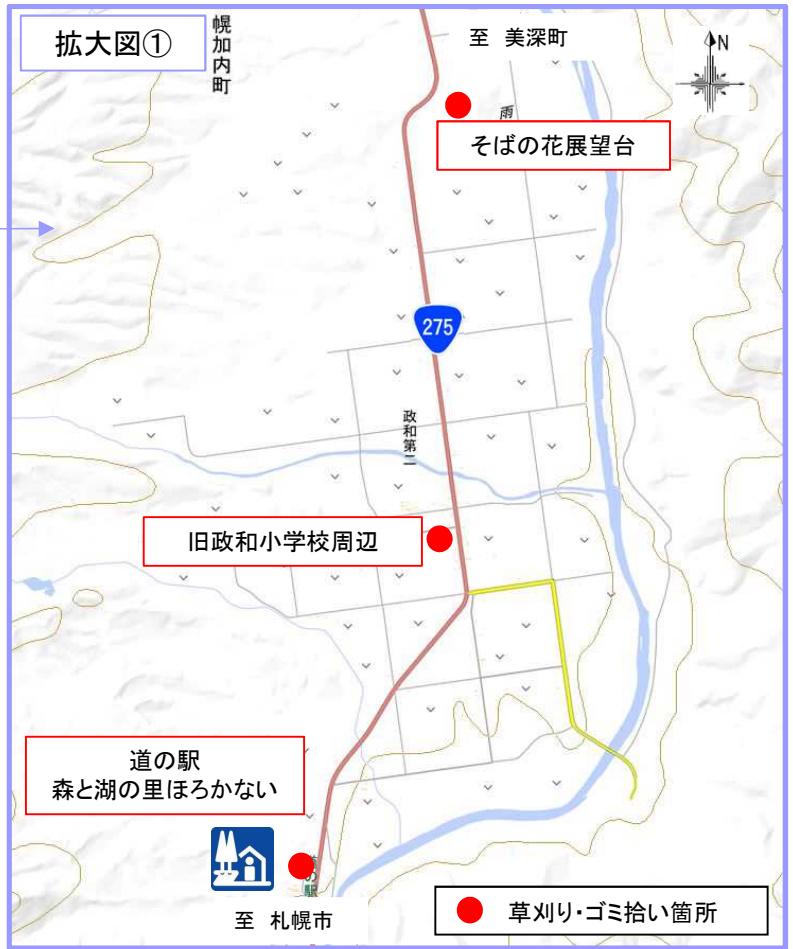 拡大図①
幌加内町
至 美深町
N
雨
そばの花展望台
275
政和第二
旧政和小学校周辺
道の駅
森と湖の里ほろかない
道の駅
至 札幌市
草刈り・ゴミ拾い箇所